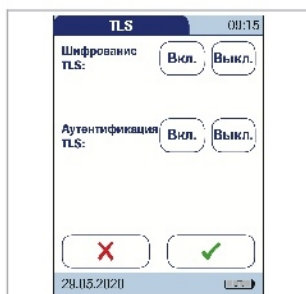 TLS 09:15
Шифрование Вкл. Выкл.
TLS:
Аутентификация Вкл. Выкл.
TLS:
29.05.2020